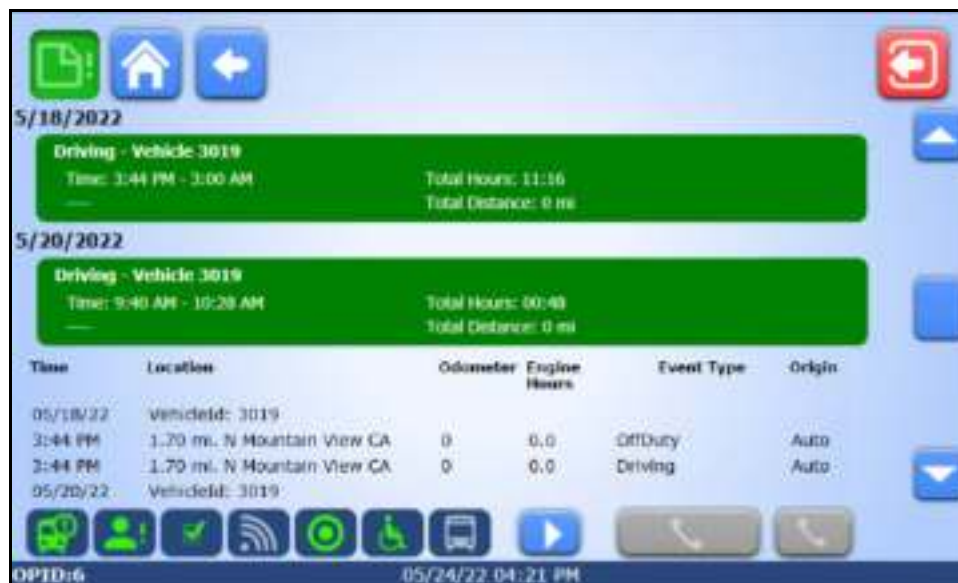 5/18/2022
Driving - Vehicle 3019
Time: 3:44 PM - 3:00 AM Total Hours: 11:16
Total Distance: 0 mi
5/20/2022
Driving - Vehicle 3019
Time: 9:40 AM - 10:28 AM Total Hours: 00:48
Total Distance: 0 mi
Time Location Odometer Engine Hours Event Type Origin
05/18/22 VehicleId: 3019
3:44 PM 1.70 mi. N Mountain View CA 0 0.0 OffDuty Auto
3:44 PM 1.70 mi. N Mountain View CA 0 0.0 Driving Auto
05/20/22 VehicleId: 3019
OPID:6 05/24/22 04:21 PM